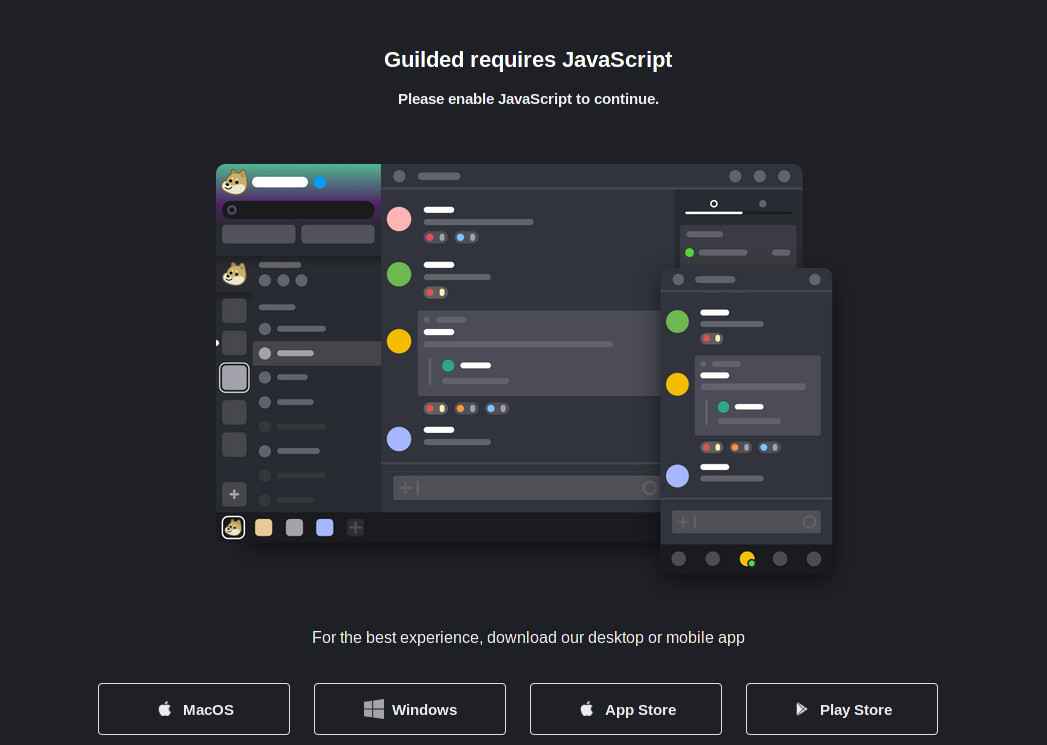 Guilded requires JavaScript
Please enable JavaScript to continue.
For the best experience, download our desktop or mobile app
MacOS
Windows
App Store
Play Store